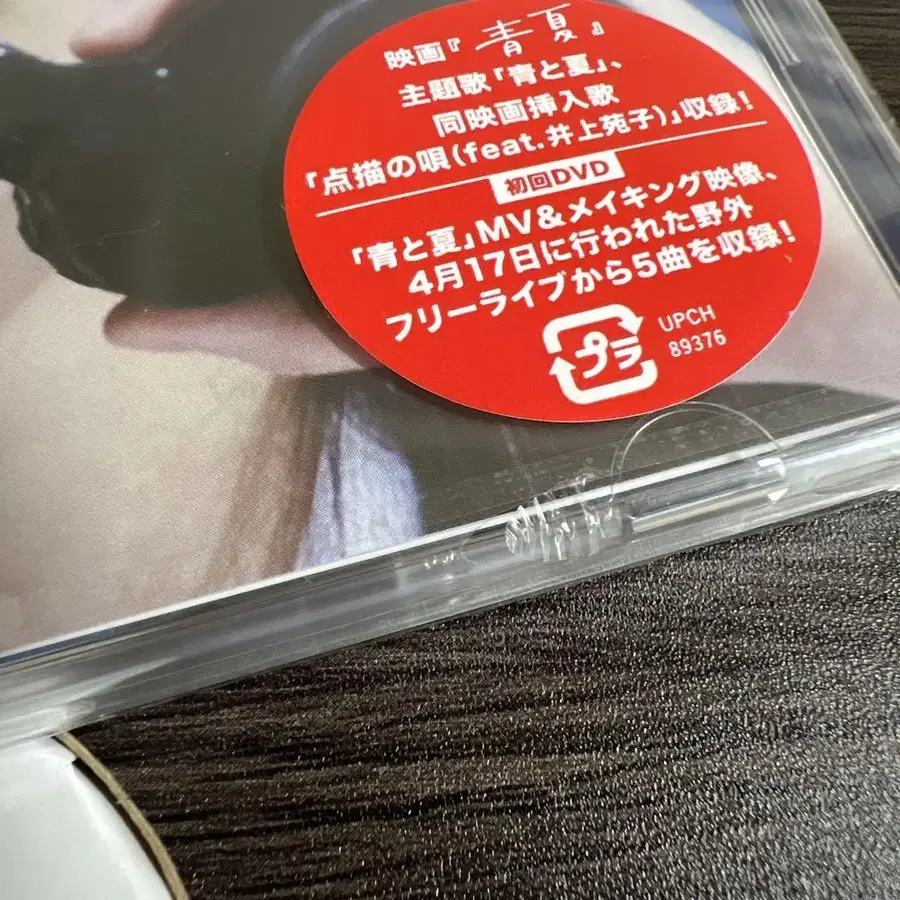 映画『青夏』
主題歌「青と夏」、
同映画挿入歌
「点描の唄(feat.井上苑子)」収録!
初回DVD
「青と夏」MV&メイキング映像、
4月17日に行われた野外
フリーライブから5曲を収録!
プラ
UPCH
89376